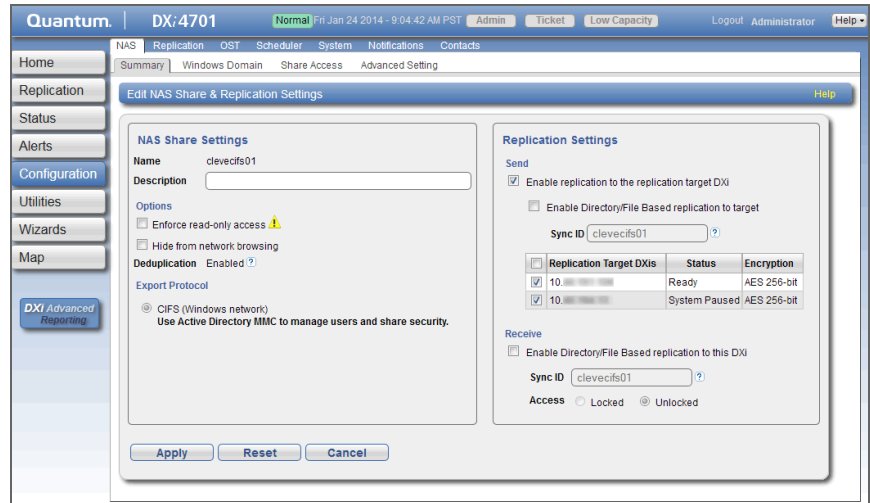 Quantum. DXi4701 Normal Fri Jan 24 2014 - 9:04:42 AM PST Admin Ticket Low Capacity Logout Administrator Help
NAS Replication OST Scheduler System Notifications Contacts
Summary Windows Domain Share Access Advanced Setting
Home
Replication
Status
Alerts
Configuration
Utilities
Wizards
Map
DXi Advanced
Reporting
Edit NAS Share & Replication Settings Help
NAS Share Settings
Name clevecifs01
Description
Options
Enforce read-only access
Hide from network browsing
Deduplication Enabled ?
Export Protocol
CIFS (Windows network)
Use Active Directory MMC to manage users and share security.
Replication Settings
Send
Enable replication to the replication target DXi
Enable Directory/File Based replication to target
Sync ID clevecifs01 ?
Replication Target DXis Status Encryption
10. Ready AES 256-bit
10. System Paused AES 256-bit
Receive
Enable Directory/File Based replication to this DXi
Sync ID clevecifs01 ?
Access Locked Unlocked
Apply Reset Cancel